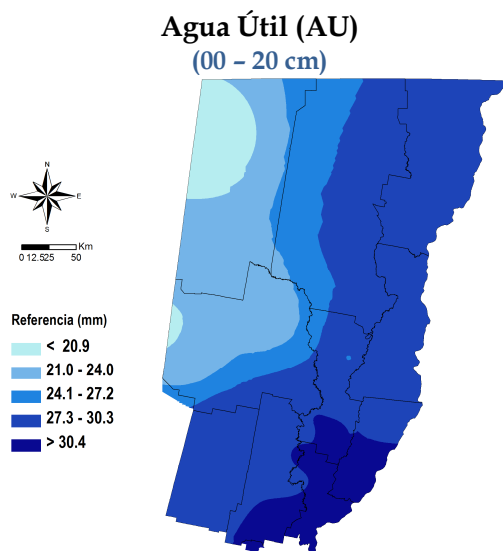 Agua Útil (AU)
(00 – 20 cm)
N
W E
S
Km
0 12.525 50
Referencia (mm)
< 20.9
21.0 - 24.0
24.1 - 27.2
27.3 - 30.3
> 30.4